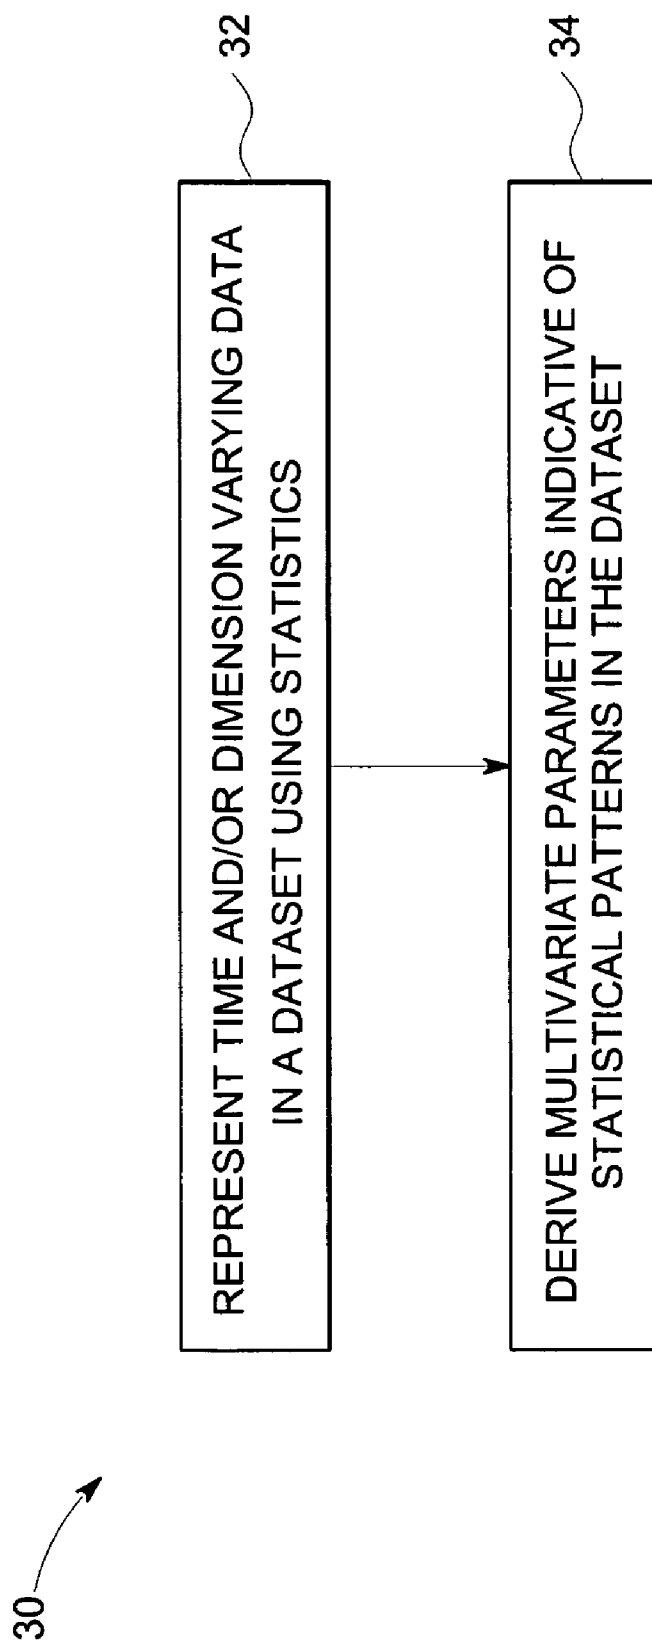 30
REPRESENT TIME AND/OR DIMENSION VARYING DATA
IN A DATASET USING STATISTICS
32
DERIVE MULTIVARIATE PARAMETERS INDICATIVE OF
STATISTICAL PATTERNS IN THE DATASET
34